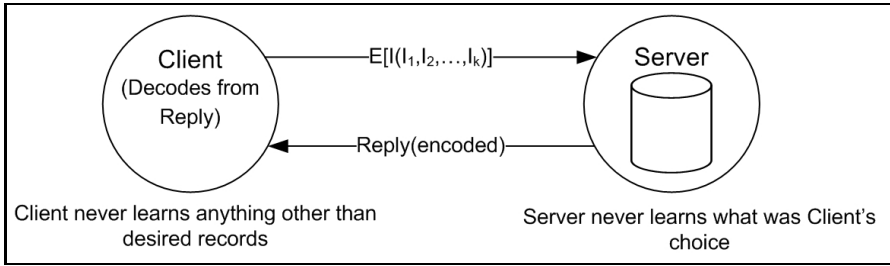 Client
(Decodes from
Reply)
E[I(I₁,I₂,...,Iₖ)]
Server
Reply(encoded)
Client never learns anything other than
desired records
Server never learns what was Client's
choice